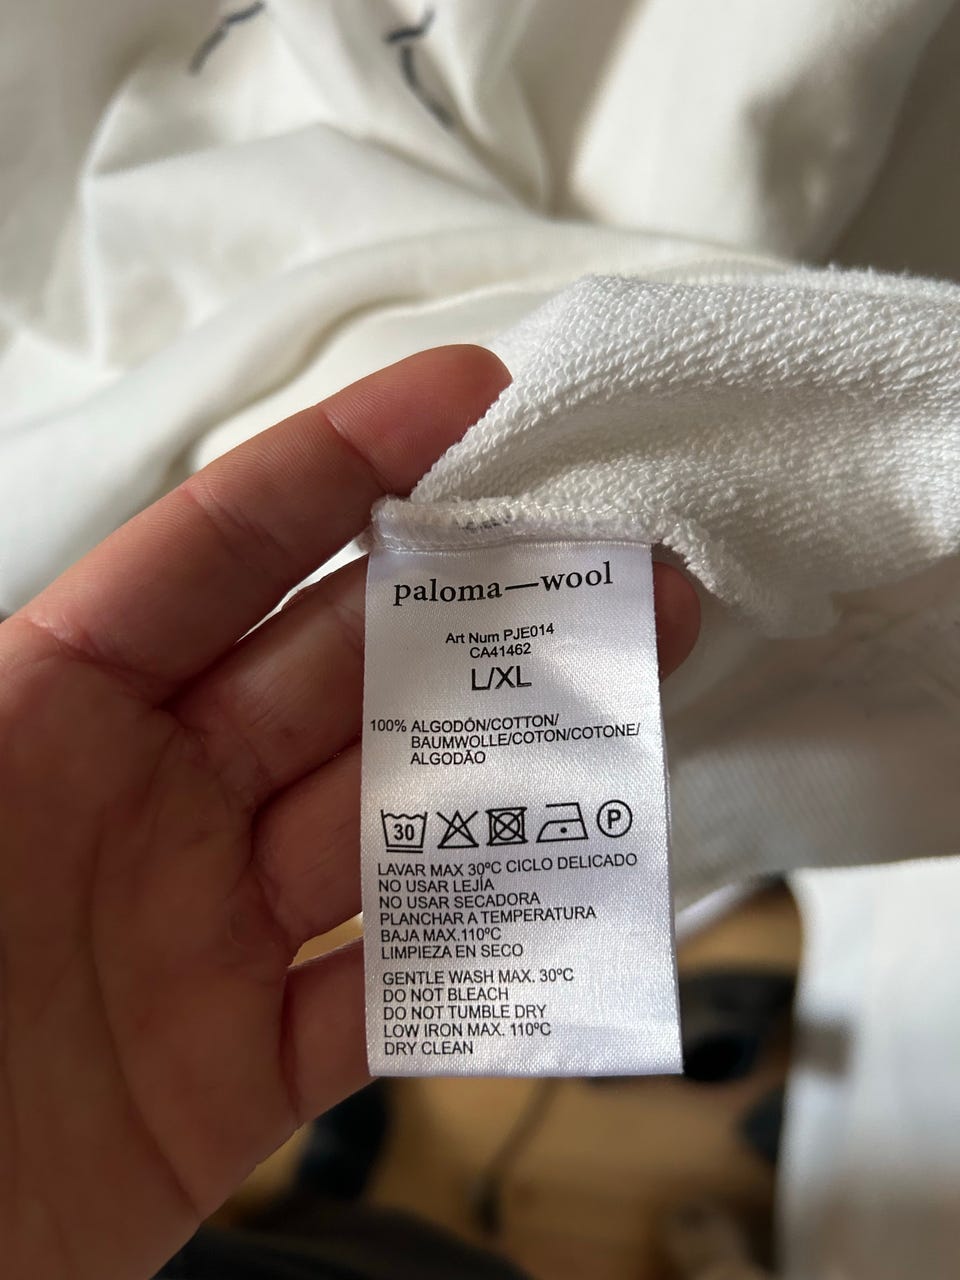 paloma—wool
Art Num PJE014
CA41462
L/XL
100% ALGODÓN/COTTON/
BAUMWOLLE/COTON/COTONE/
ALGODÃO
30
P
LAVAR MAX 30ºC CICLO DELICADO
NO USAR LEJÍA
NO USAR SECADORA
PLANCHAR A TEMPERATURA
BAJA MAX.110ºC
LIMPIEZA EN SECO
GENTLE WASH MAX. 30ºC
DO NOT BLEACH
DO NOT TUMBLE DRY
LOW IRON MAX. 110ºC
DRY CLEAN